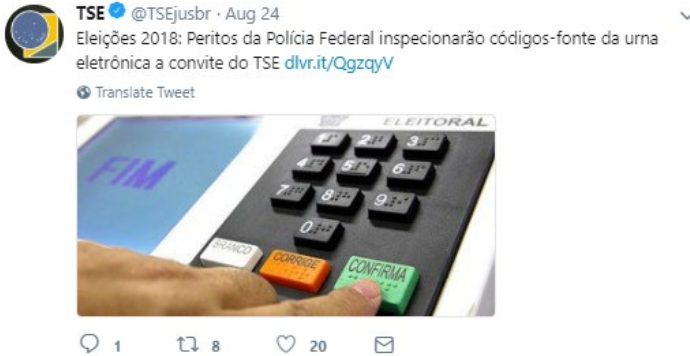 TSE @TSEjusbr · Aug 24
Eleições 2018: Peritos da Polícia Federal inspecionarão códigos-fonte da urna
eletrônica a convite do TSE dlvr.it/QgzqyV
Translate Tweet
ELEITORAL
FIM
1 2 3
4 5 6
7 8 9
0
BRANCO CORRIGE CONFIRMA
1 8 20